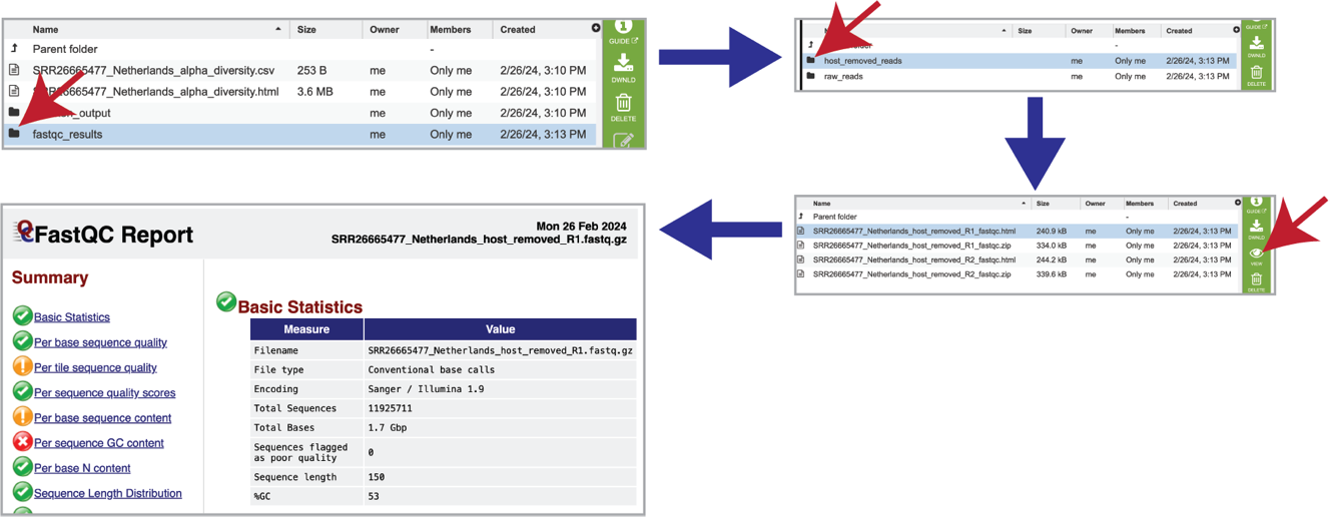 Name Size Owner Members Created
GUIDE
Parent folder -
SRR26665477_Netherlands_alpha_diversity.csv 253 B me Only me 2/26/24, 3:10 PM
DWNLD
SRR26665477_Netherlands_alpha_diversity.html 3.6 MB me Only me 2/26/24, 3:10 PM
_output me Only me 2/26/24, 3:10 PM
DELETE
fastqc_results me Only me 2/26/24, 3:13 PM
Size Owner Members Created
GUIDE
-
DWNLD
host_removed_reads me Only me 2/26/24, 3:13 PM
raw_reads me Only me 2/26/24, 3:13 PM
DELETE
Name Size Owner Members Created
GUIDE
Parent folder -
SRR26665477_Netherlands_host_removed_R1_fastqc.html 240.9 kB me Only me 2/26/24, 3:13 PM
DWNLD
SRR26665477_Netherlands_host_removed_R1_fastqc.zip 334.0 kB me Only me 2/26/24, 3:13 PM
SRR26665477_Netherlands_host_removed_R2_fastqc.html 244.2 kB me Only me 2/26/24, 3:13 PM
VIEW
SRR26665477_Netherlands_host_removed_R2_fastqc.zip 339.6 kB me Only me 2/26/24, 3:13 PM
DELETE
FastQC Report
Mon 26 Feb 2024
SRR26665477_Netherlands_host_removed_R1.fastq.gz
Summary
Basic Statistics
Per base sequence quality
Per tile sequence quality
Per sequence quality scores
Per base sequence content
Per sequence GC content
Per base N content
Sequence Length Distribution
Basic Statistics
Measure Value
Filename SRR26665477_Netherlands_host_removed_R1.fastq.gz
File type Conventional base calls
Encoding Sanger / Illumina 1.9
Total Sequences 11925711
Total Bases 1.7 Gbp
Sequences flagged
as poor quality 0
Sequence length 150
%GC 53